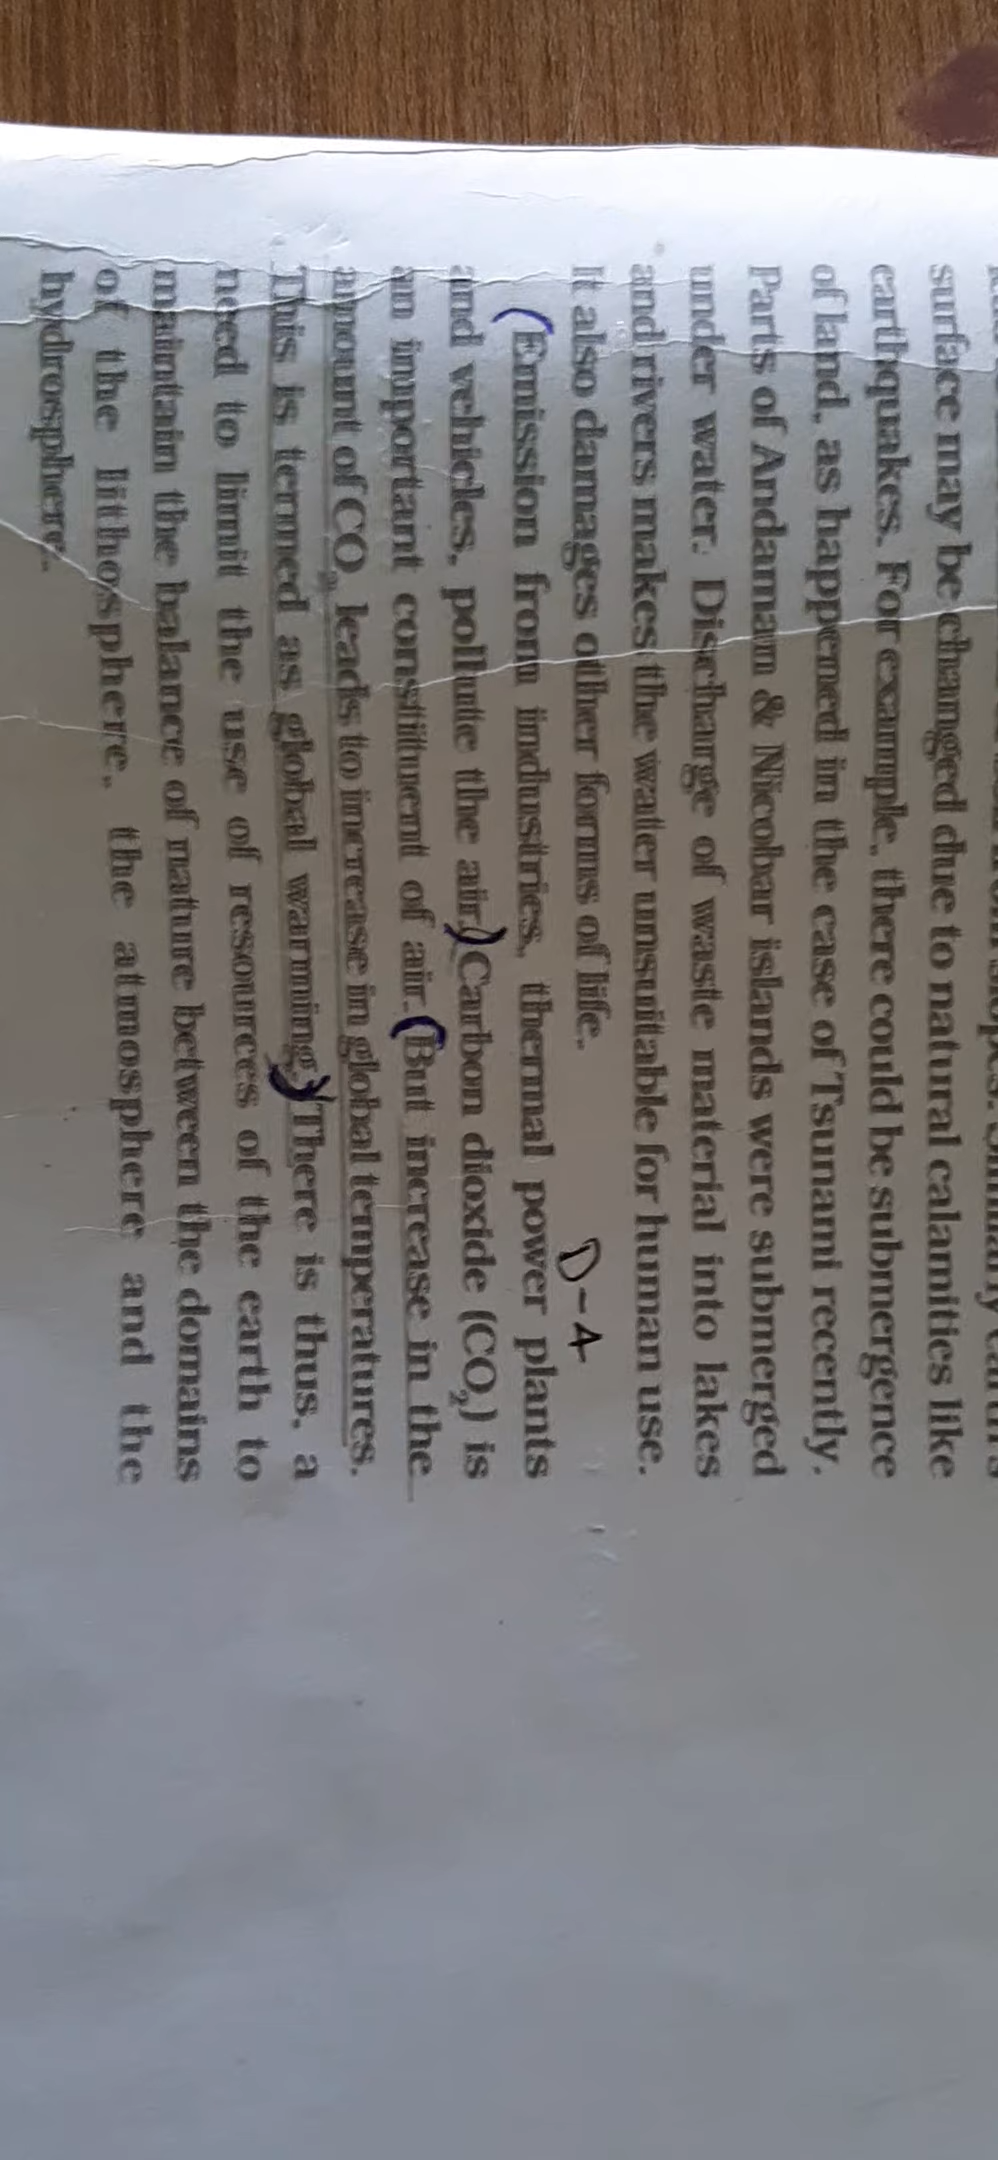 surface may be changed due to natural calamities like
earthquakes. For example, there could be submergence
of land, as happened in the case of Tsunami recently.
Parts of Andaman & Nicobar islands were submerged
under water. Discharge of waste material into lakes
and rivers makes the water unsuitable for human use.
It also damages other forms of life. D-4
(Emission from industries, thermal power plants
and vehicles, pollute the air.) Carbon dioxide (CO₂) is
an important constituent of air. (But increase in the
amount of CO₂ leads to increase in global temperatures.
This is termed as global warming.) There is thus, a
need to limit the use of resources of the earth to
maintain the balance of nature between the domains
of the lithosphere, the atmosphere and the
hydrosphere.